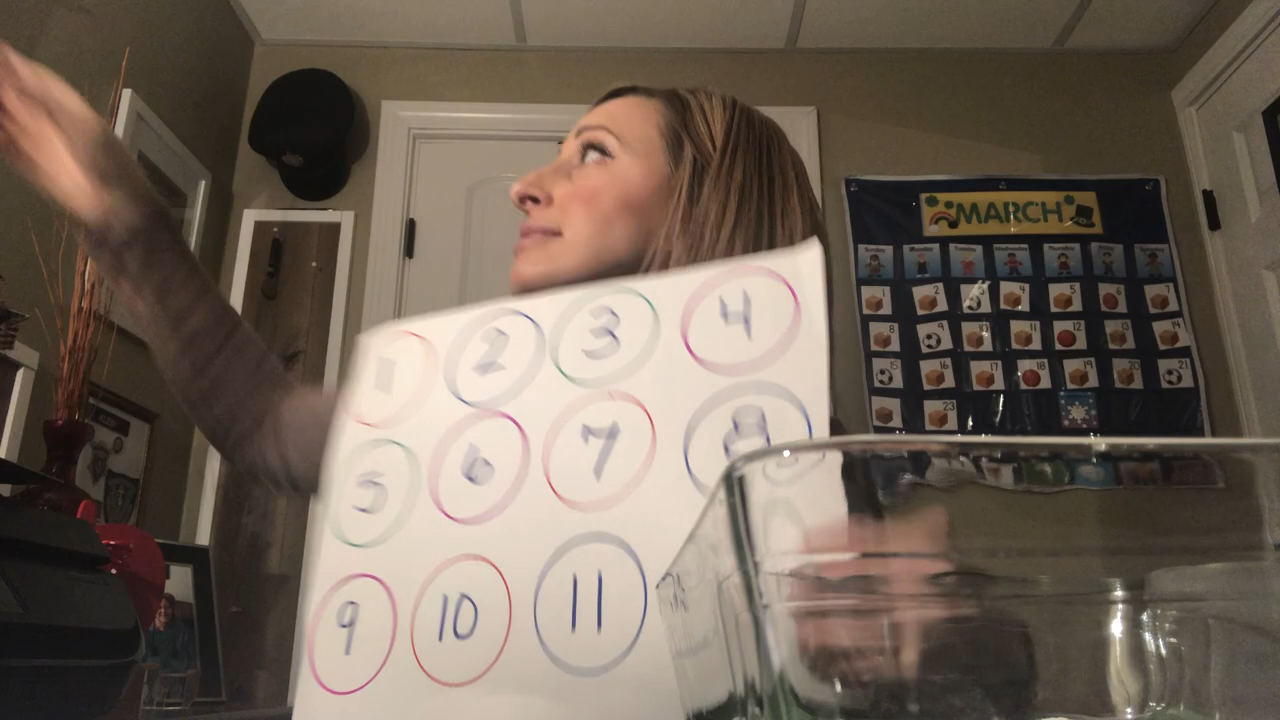 1 2 3 4
5 6 7 8
9 10 11
MARCH
Sunday Monday Tuesday Wednesday Thursday Friday Saturday
1 2 3 4 5 6 7
8 9 10 11 12 13 14
15 16 17 18 19 20 21
23